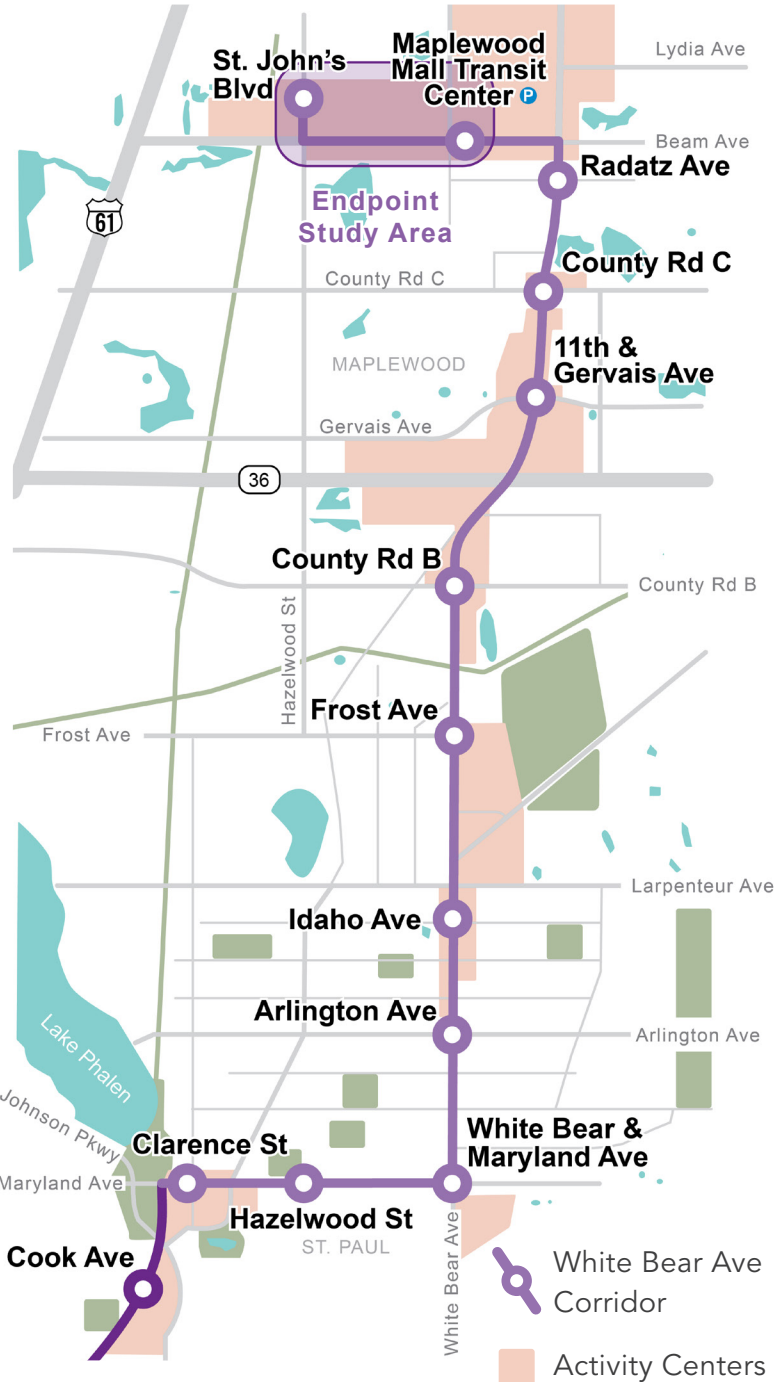 St. John's
Blvd
Maplewood
Mall Transit
Center P
Lydia Ave
Beam Ave
Radatz Ave
61
Endpoint
Study Area
County Rd C
County Rd C
11th &
Gervais Ave
MAPLEWOOD
Gervais Ave
36
County Rd B
County Rd B
Hazelwood St
Frost Ave
Frost Ave
Larpenteur Ave
Idaho Ave
Arlington Ave
Arlington Ave
Lake Phalen
Johnson Pkwy
Clarence St
White Bear &
Maryland Ave
Maryland Ave
Hazelwood St
ST. PAUL
White Bear Ave
Cook Ave
White Bear Ave
Corridor
Activity Centers